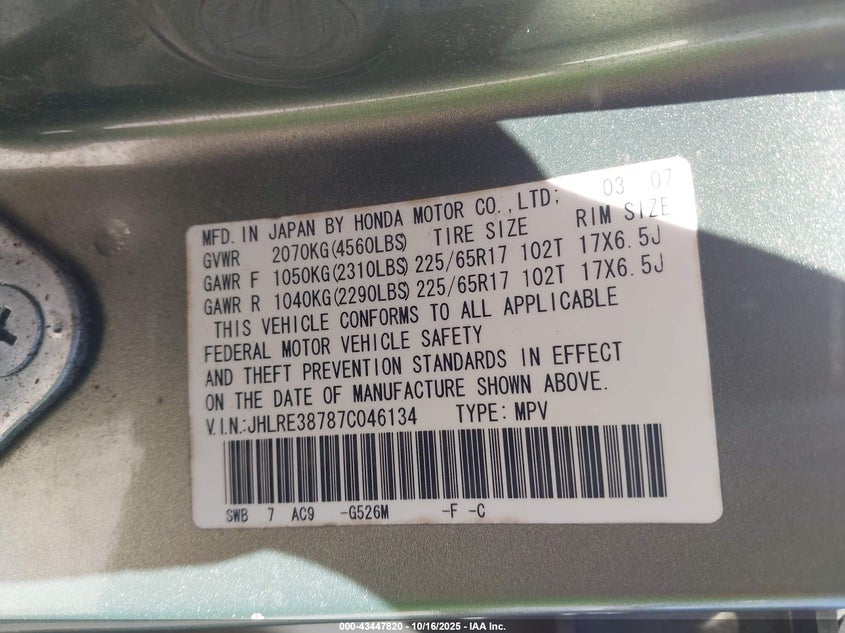 03 07
MFD. IN JAPAN BY HONDA MOTOR CO.,LTD;
GVWR 2070KG(4560LBS) TIRE SIZE RIM SIZE
GAWR F 1050KG(2310LBS) 225/65R17 102T 17X6.5J
GAWR R 1040KG(2290LBS) 225/65R17 102T 17X6.5J
THIS VEHICLE CONFORMS TO ALL APPLICABLE
FEDERAL MOTOR VEHICLE SAFETY
AND THEFT PREVENTION STANDARDS IN EFFECT
ON THE DATE OF MANUFACTURE SHOWN ABOVE.
V.I.N.:JHLRE38787C046134 TYPE: MPV
SWB 7 AC9 -G526M -F -C
000-43447820 - 10/16/2025 - IAA Inc.